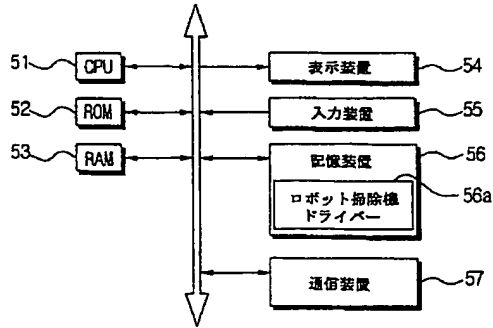 51 CPU 表示装置 54
52 ROM 入力装置 55
53 RAM 記憶装置 56
ロボット掃除機 56a
ドライバー
通信装置 57